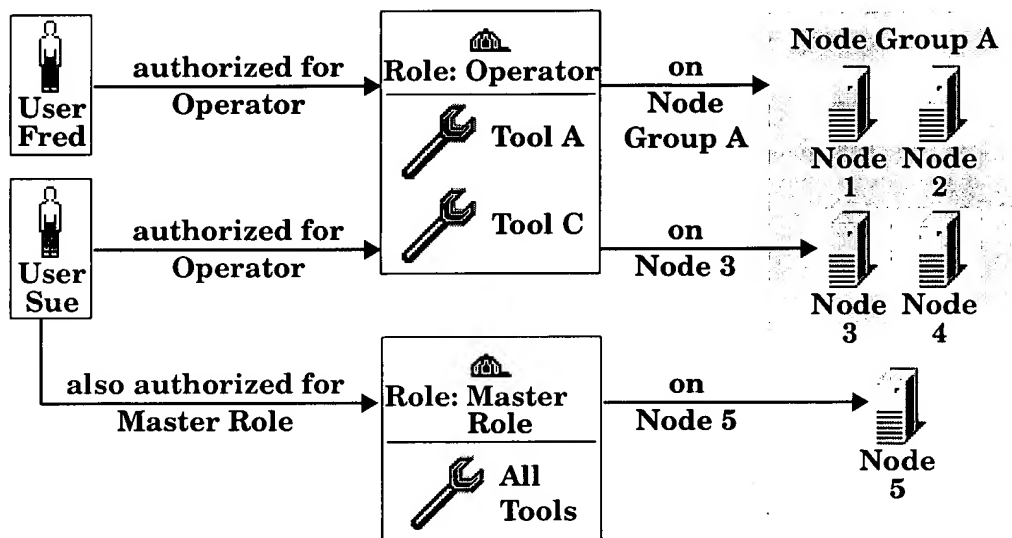 User
Fred
authorized for
Operator
Role: Operator
Tool A
Tool C
on
Node
Group A
Node Group A
Node
1
Node
2
User
Sue
authorized for
Operator
on
Node 3
Node
3
Node
4
also authorized for
Master Role
Role: Master
Role
All
Tools
on
Node 5
Node
5